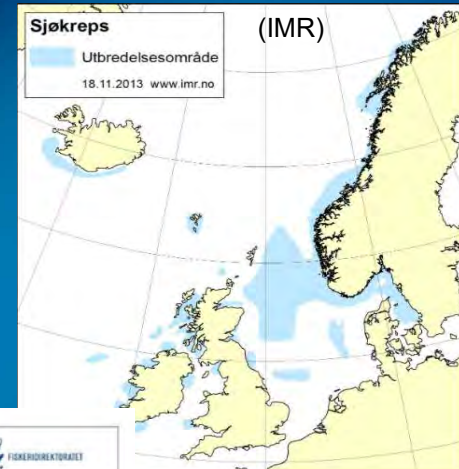 Sjøkreps
(IMR)
Utbredelsesområde
18.11.2013 www.imr.no
FISKERIDIREKTORATET